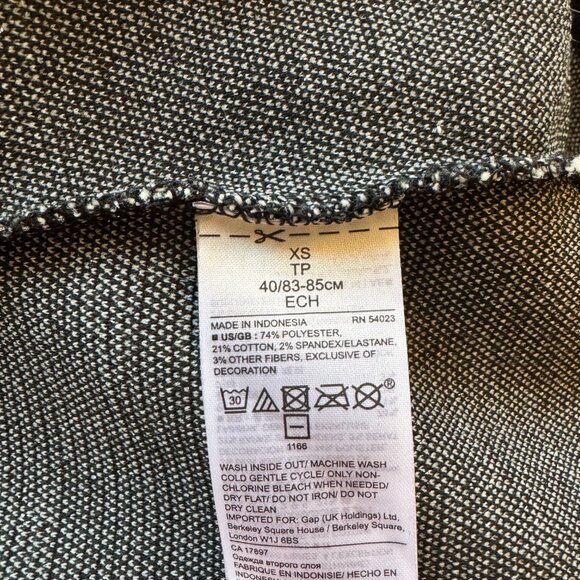 XS
TP
40/83-85см
ECH
MADE IN INDONESIA RN 54023
■ US/GB : 74% POLYESTER,
21% COTTON, 2% SPANDEX/ELASTANE,
3% OTHER FIBERS, EXCLUSIVE OF
DECORATION
30
®
1166
WASH INSIDE OUT/ MACHINE WASH
COLD GENTLE CYCLE/ ONLY NON-
CHLORINE BLEACH WHEN NEEDED/
DRY FLAT/ DO NOT IRON/ DO NOT
DRY CLEAN
IMPORTED FOR: Gap (UK Holdings) Ltd.
Berkeley Square House / Berkeley Square,
London W1J 6BS
CA 17897
Одежда второго слоя
FABRIQUÉ EN INDONÉSIE/ HECHO EN